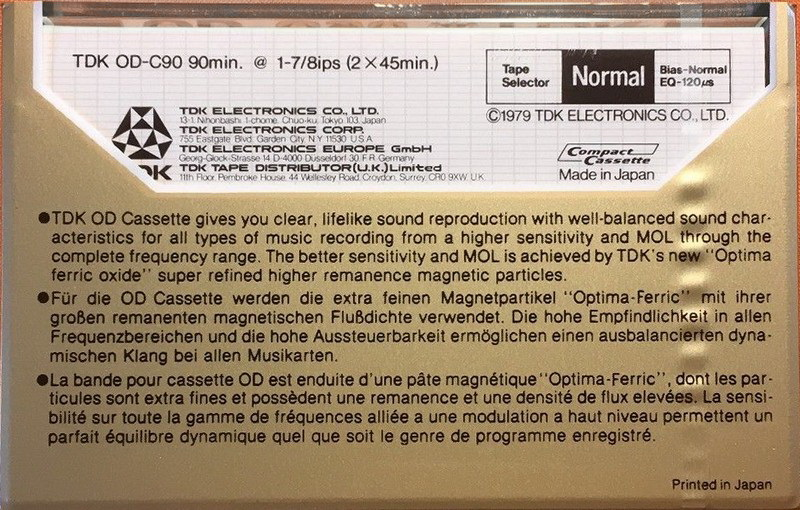 TDK OD-C90 90min. @ 1-7/8ips (2×45min.)
Tape
Selector
Normal
Bias-Normal
EQ-120μs
©1979 TDK ELECTRONICS CO., LTD.
TDK ELECTRONICS CO., LTD.
13-1, Nihonbashi 1-chome, Chuo-ku, Tokyo 103, Japan
TDK ELECTRONICS CORP.
755 Eastgate Blvd. Garden City, N.Y 11530 U.S.A
TDK ELECTRONICS EUROPE GmbH
Georg-Glock-Strasse 14 D-4000 Düsseldorf 30, F.R. Germany
TDK TAPE DISTRIBUTOR (U.K.) Limited
11th Floor, Pembroke House, 44 Wellesley Road, Croydon, Surrey, CR0 9XW U.K
TDK
Compact
Cassette
Made in Japan
●TDK OD Cassette gives you clear, lifelike sound reproduction with well-balanced sound char-
acteristics for all types of music recording from a higher sensitivity and MOL through the
complete frequency range. The better sensitivity and MOL is achieved by TDK's new "Optima
ferric oxide" super refined higher remanence magnetic particles.
●Für die OD Cassette werden die extra feinen Magnetpartikel "Optima-Ferric" mit ihrer
großen remanenten magnetischen Flußdichte verwendet. Die hohe Empfindlichkeit in allen
Frequenzbereichen und die hohe Aussteuerbarkeit ermöglichen einen ausbalancierten dyna-
mischen Klang bei allen Musikarten.
●La bande pour cassette OD est enduite d'une pâte magnétique "Optima-Ferric", dont les par-
ticules sont extra fines et possèdent une remanence et une densité de flux elevées. La sensi-
bilité sur toute la gamme de fréquences alliée a une modulation a haut niveau permettent un
parfait équilibre dynamique quel que soit le genre de programme enregistré.
Printed in Japan